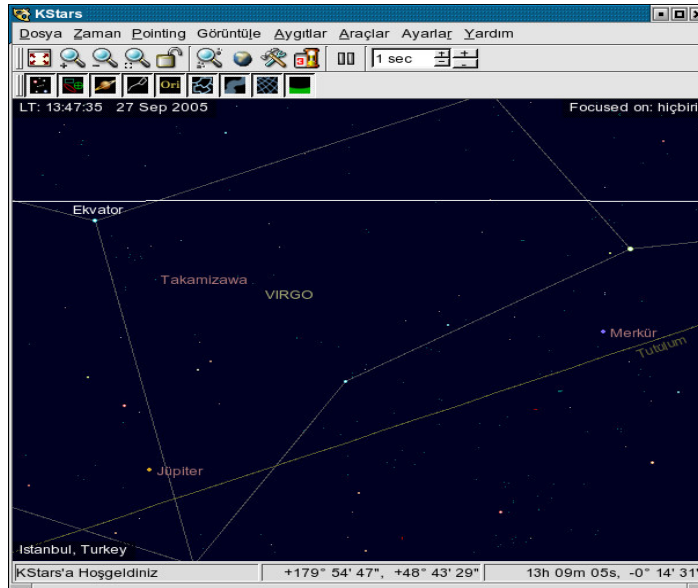 KStars
Dosya Zaman Pointing Görüntüle Aygıtlar Araçlar Ayarlar Yardım
1 sec
Ori
LT: 13:47:35 27 Sep 2005 Focused on: hiçbiri
Ekvator
Takamizawa
VIRGO
Merkür
Tutulum
Jüpiter
Istanbul, Turkey
KStars'a Hoşgeldiniz +179° 54' 47", +48° 43' 29" 13h 09m 05s, -0° 14' 31"